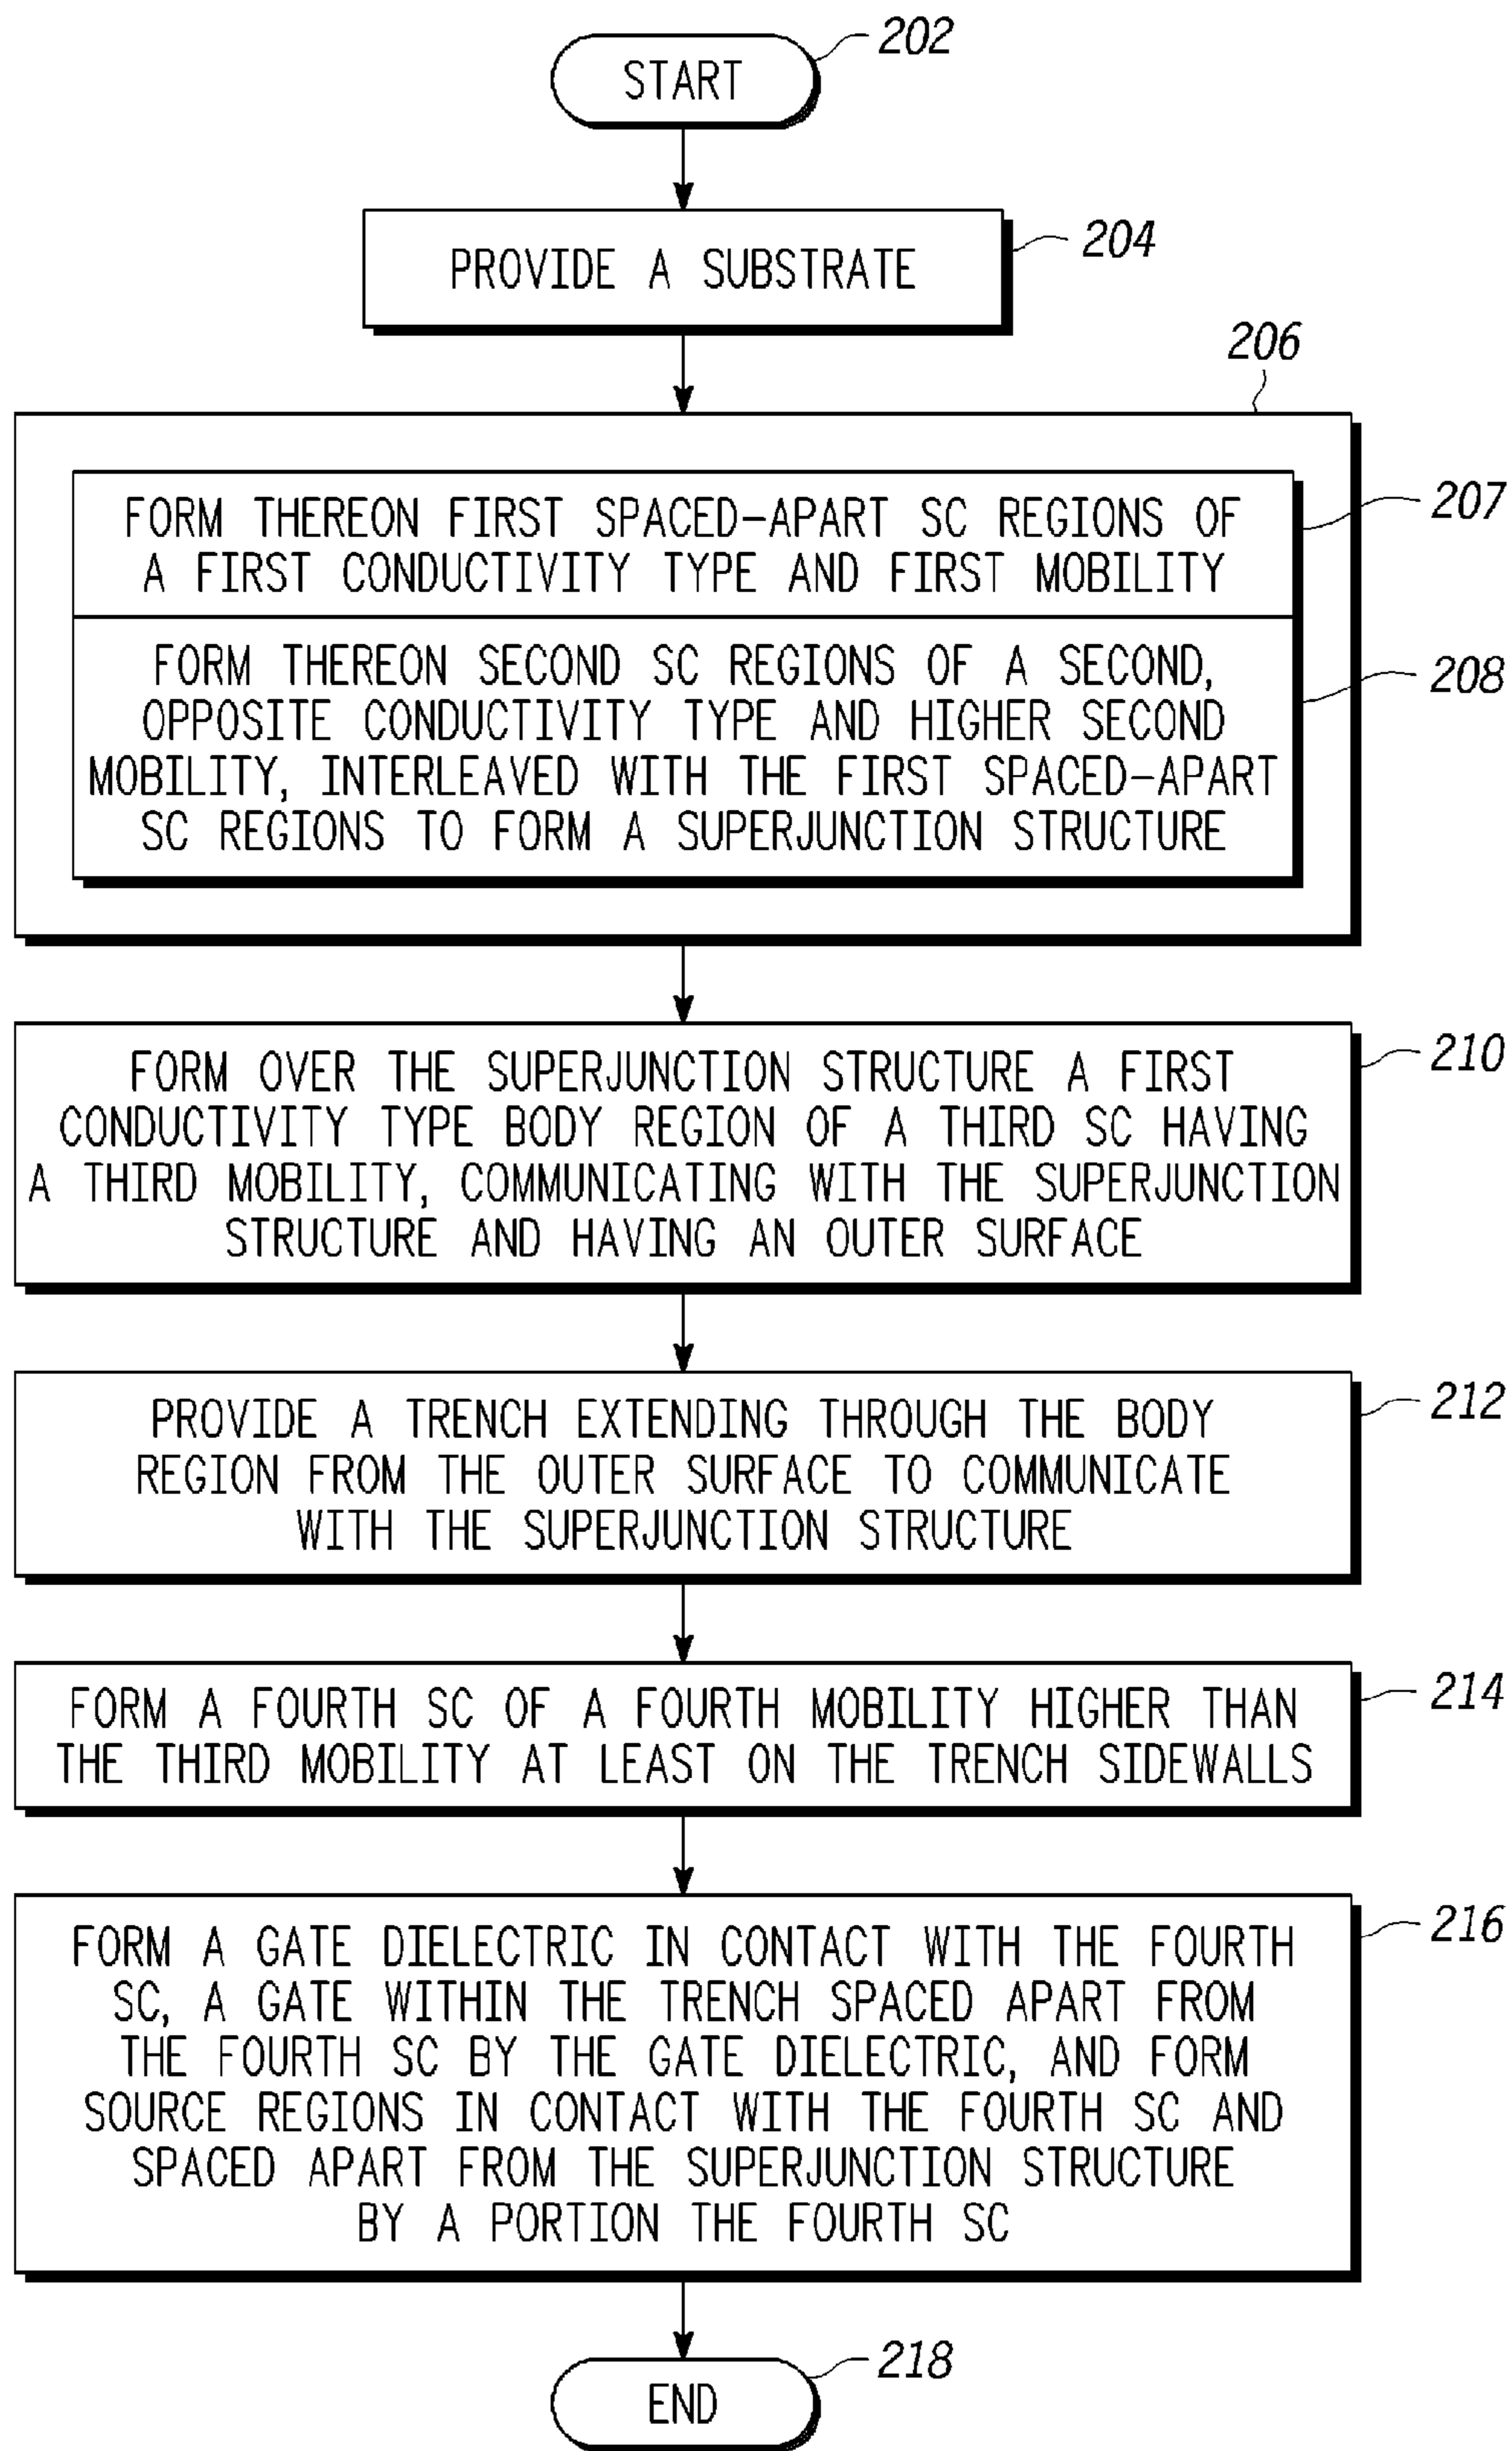 202
START
204
PROVIDE A SUBSTRATE
206
207
FORM THEREON FIRST SPACED-APART SC REGIONS OF
A FIRST CONDUCTIVITY TYPE AND FIRST MOBILITY
208
FORM THEREON SECOND SC REGIONS OF A SECOND,
OPPOSITE CONDUCTIVITY TYPE AND HIGHER SECOND
MOBILITY, INTERLEAVED WITH THE FIRST SPACED-APART
SC REGIONS TO FORM A SUPERJUNCTION STRUCTURE
210
FORM OVER THE SUPERJUNCTION STRUCTURE A FIRST
CONDUCTIVITY TYPE BODY REGION OF A THIRD SC HAVING
A THIRD MOBILITY, COMMUNICATING WITH THE SUPERJUNCTION
STRUCTURE AND HAVING AN OUTER SURFACE
212
PROVIDE A TRENCH EXTENDING THROUGH THE BODY
REGION FROM THE OUTER SURFACE TO COMMUNICATE
WITH THE SUPERJUNCTION STRUCTURE
214
FORM A FOURTH SC OF A FOURTH MOBILITY HIGHER THAN
THE THIRD MOBILITY AT LEAST ON THE TRENCH SIDEWALLS
216
FORM A GATE DIELECTRIC IN CONTACT WITH THE FOURTH
SC, A GATE WITHIN THE TRENCH SPACED APART FROM
THE FOURTH SC BY THE GATE DIELECTRIC, AND FORM
SOURCE REGIONS IN CONTACT WITH THE FOURTH SC AND
SPACED APART FROM THE SUPERJUNCTION STRUCTURE
BY A PORTION THE FOURTH SC
218
END